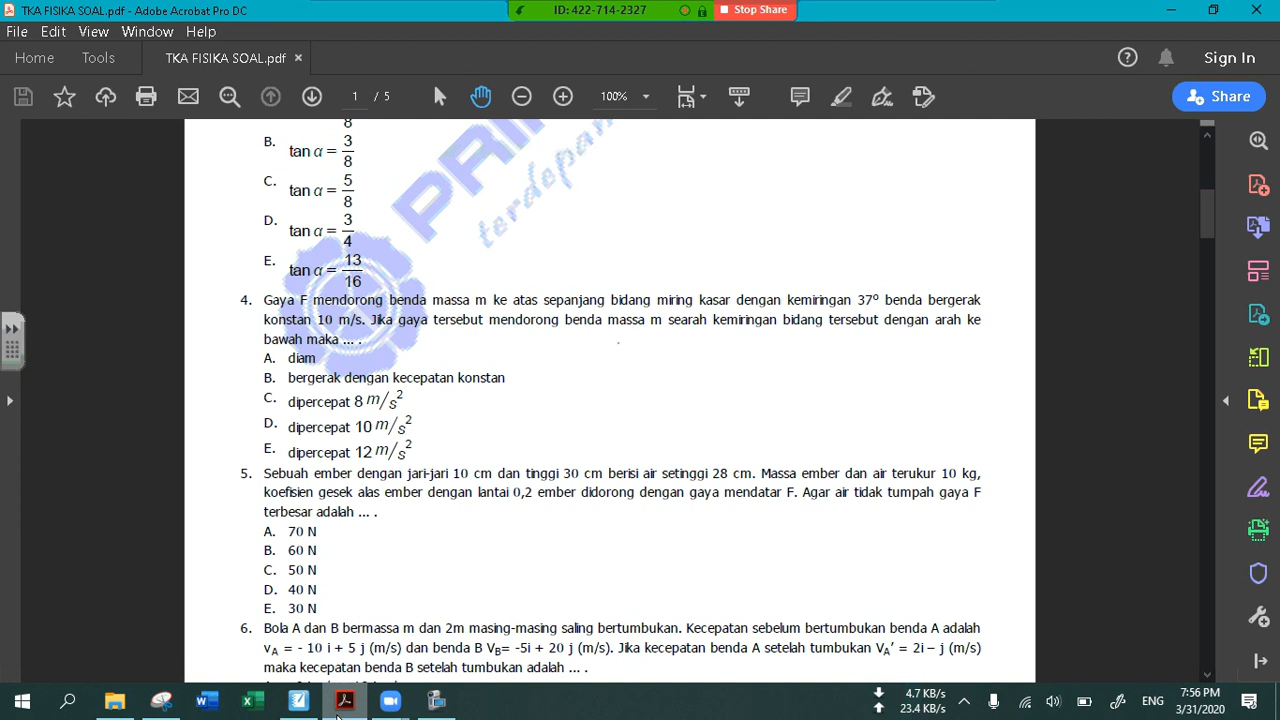 TKA FISIKA SOAL.pdf - Adobe Acrobat Pro DC
ID: 422-714-2327
Stop Share
File Edit View Window Help
Home Tools TKA FISIKA SOAL.pdf ×
Sign In
1 / 5
100%
Share
8
B. tan α = 3/8
C. tan α = 5/8
D. tan α = 3/4
E. tan α = 13/16
PRIM
terdepan
4. Gaya F mendorong benda massa m ke atas sepanjang bidang miring kasar dengan kemiringan 37º benda bergerak
konstan 10 m/s. Jika gaya tersebut mendorong benda massa m searah kemiringan bidang tersebut dengan arah ke
bawah maka ... .
A. diam
B. bergerak dengan kecepatan konstan
C. dipercepat 8 m/s²
D. dipercepat 10 m/s²
E. dipercepat 12 m/s²
5. Sebuah ember dengan jari-jari 10 cm dan tinggi 30 cm berisi air setinggi 28 cm. Massa ember dan air terukur 10 kg,
koefisien gesek alas ember dengan lantai 0,2 ember didorong dengan gaya mendatar F. Agar air tidak tumpah gaya F
terbesar adalah ... .
A. 70 N
B. 60 N
C. 50 N
D. 40 N
E. 30 N
6. Bola A dan B bermassa m dan 2m masing-masing saling bertumbukan. Kecepatan sebelum bertumbukan benda A adalah
vA = - 10 i + 5 j (m/s) dan benda B VB= -5i + 20 j (m/s). Jika kecepatan benda A setelah tumbukan VA’ = 2i – j (m/s)
maka kecepatan benda B setelah tumbukan adalah ... .
4.7 KB/s
23.4 KB/s
ENG
7:56 PM
3/31/2020